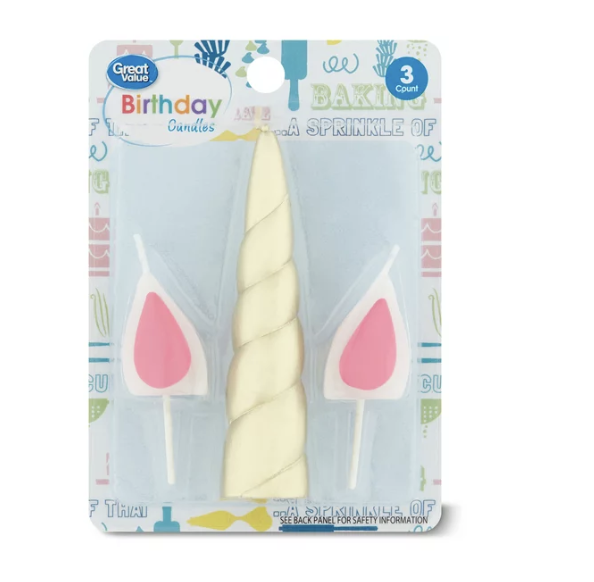 Great
Value
Birthday
Candles
3
Count
BAKING
...A SPRINKLE OF
...A SPRINKLE OF
SEE BACK PANEL FOR SAFETY INFORMATION